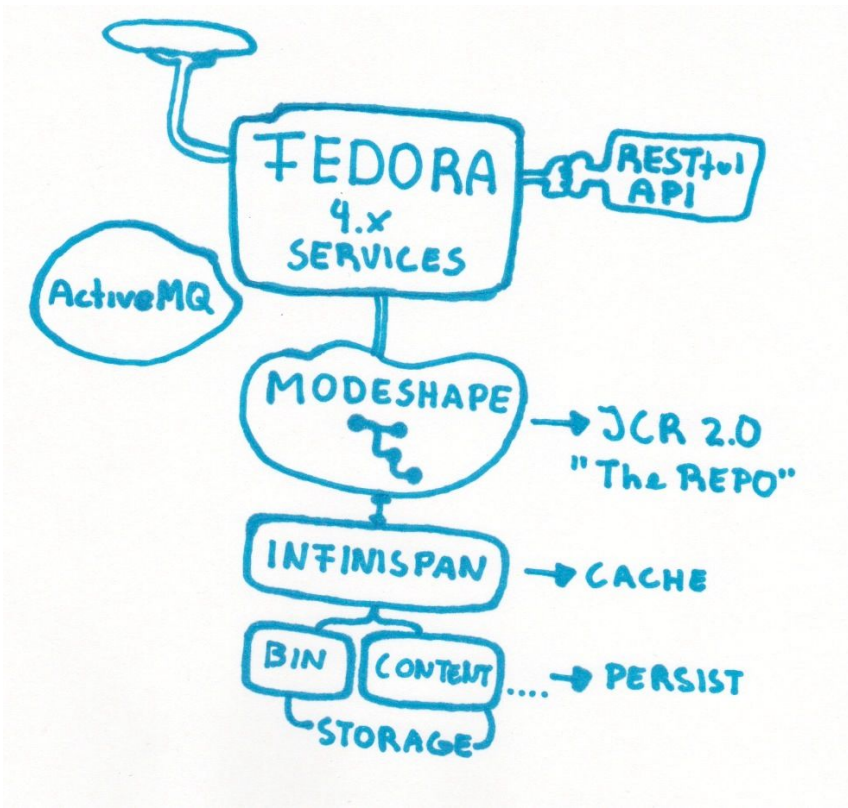 FEDORA
4.x
SERVICES
RESTful
API
ActiveMQ
MODESHAPE
JCR 2.0
"The REPO"
INFINISPAN
CACHE
BIN
CONTENT
.... PERSIST
STORAGE